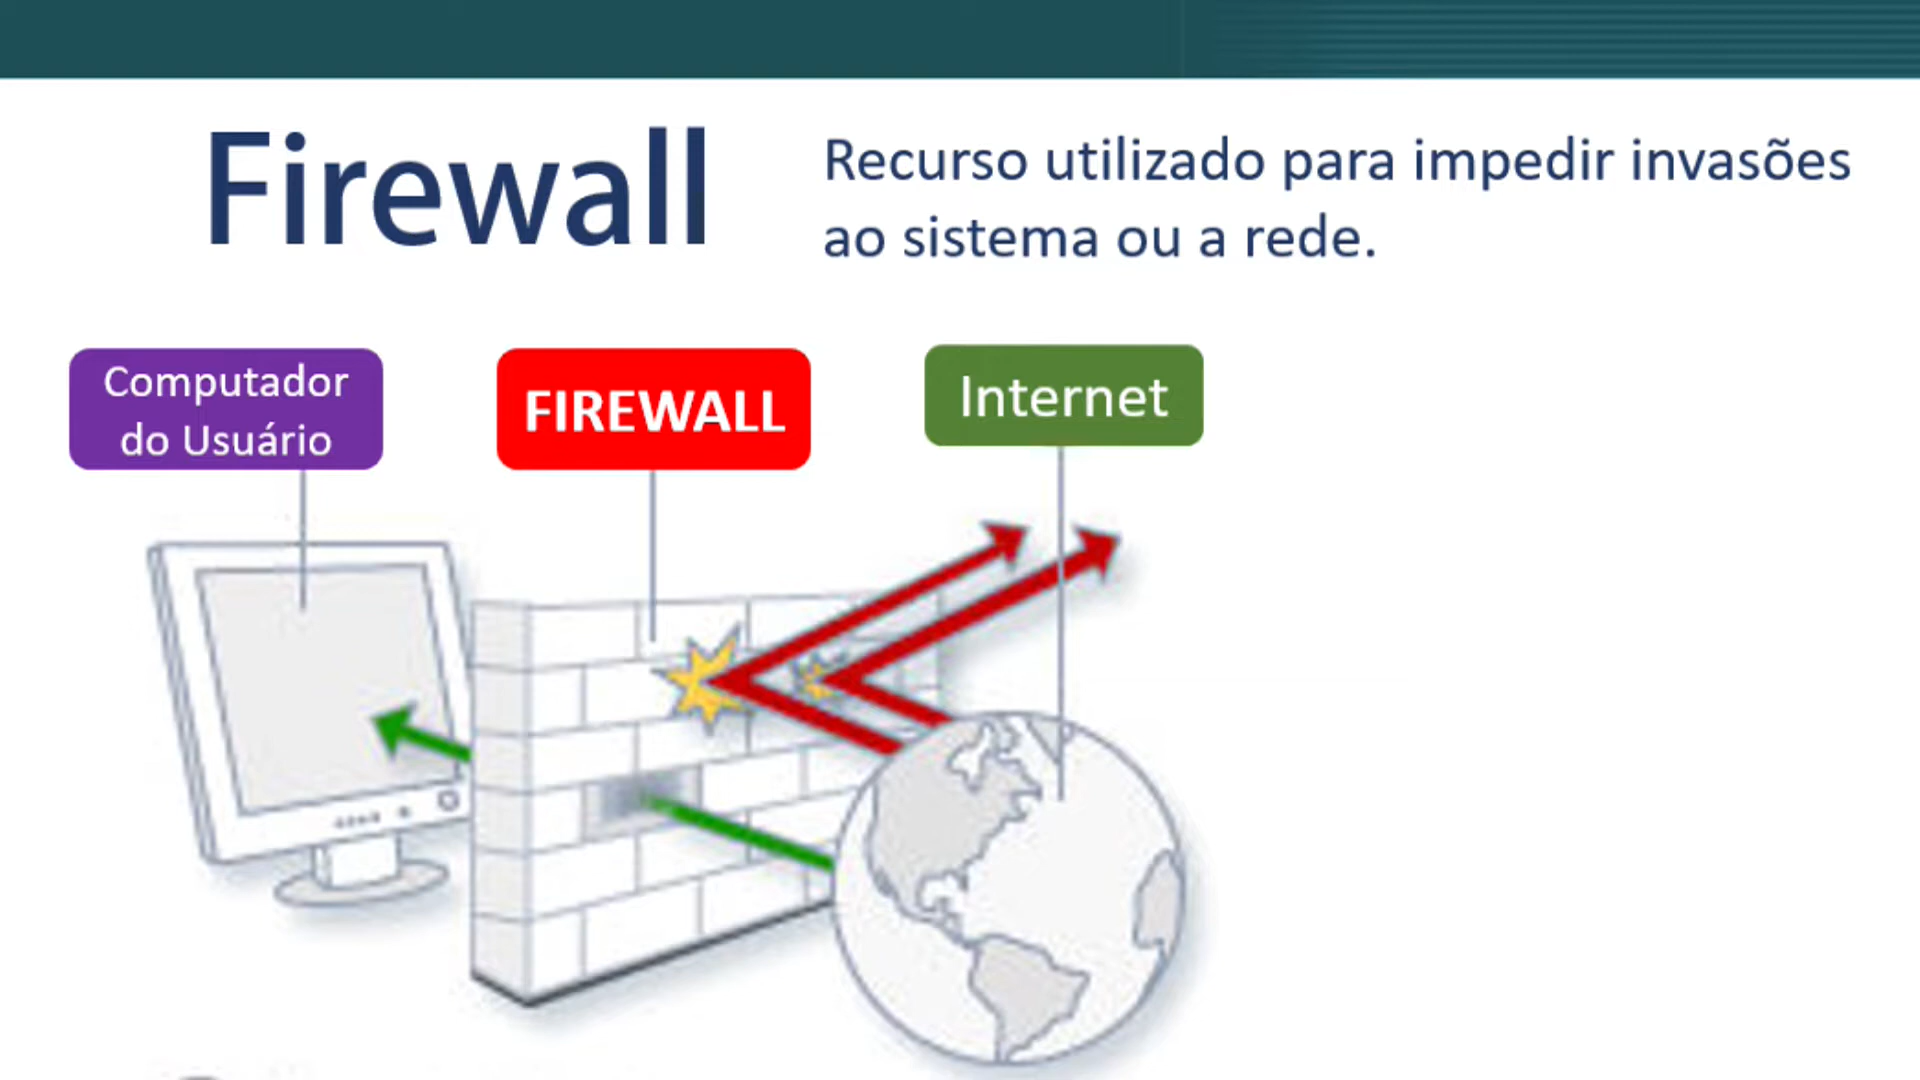 Firewall
Recurso utilizado para impedir invasões
ao sistema ou a rede.
Computador
do Usuário
FIREWALL
Internet